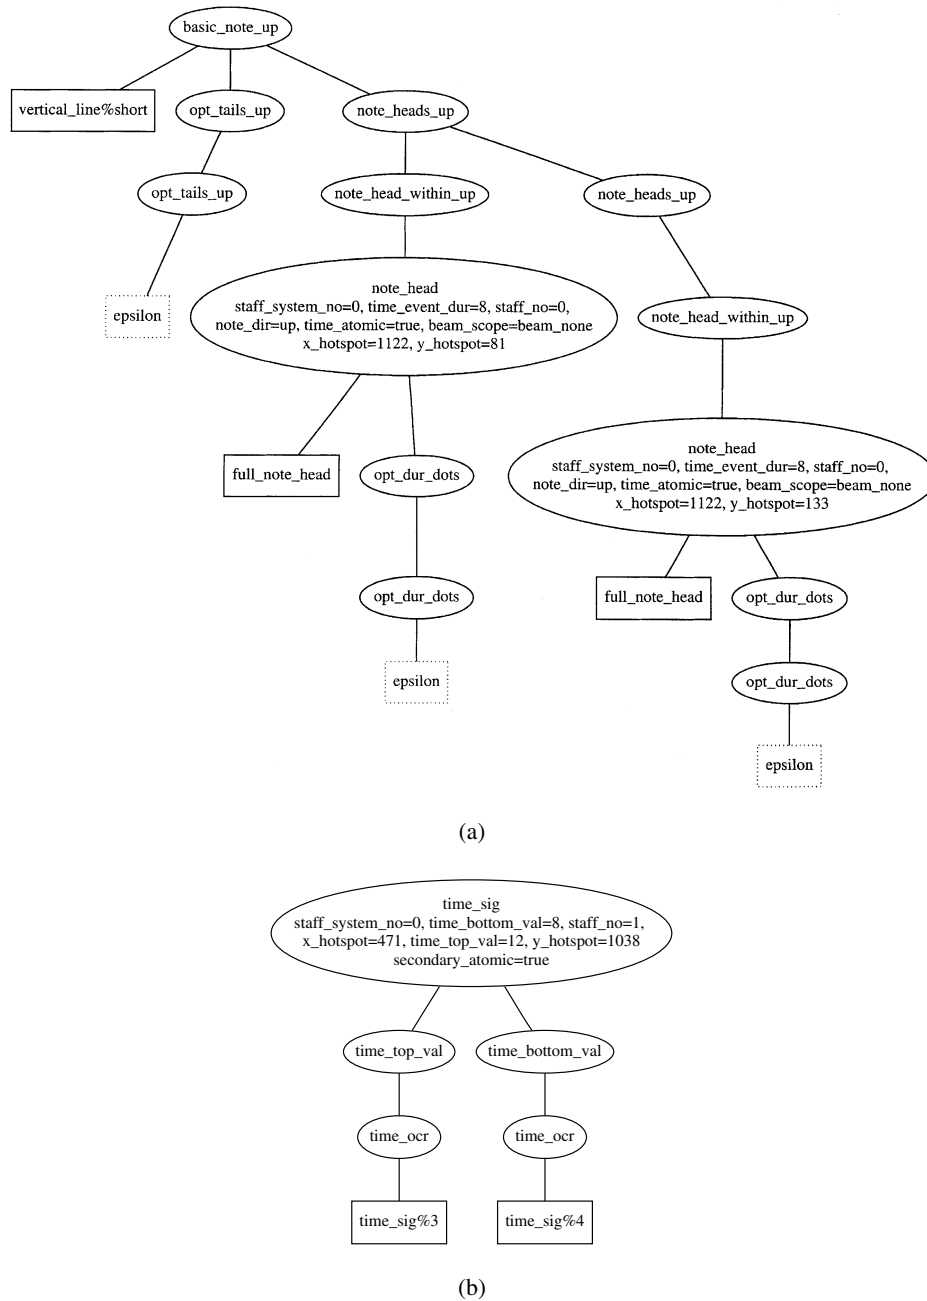 basic_note_up
vertical_line%short
opt_tails_up
note_heads_up
opt_tails_up
note_head_within_up
note_heads_up
epsilon
note_head
staff_system_no=0, time_event_dur=8, staff_no=0,
note_dir=up, time_atomic=true, beam_scope=beam_none
x_hotspot=1122, y_hotspot=81
note_head_within_up
full_note_head
opt_dur_dots
note_head
staff_system_no=0, time_event_dur=8, staff_no=0,
note_dir=up, time_atomic=true, beam_scope=beam_none
x_hotspot=1122, y_hotspot=133
opt_dur_dots
full_note_head
opt_dur_dots
epsilon
opt_dur_dots
epsilon
(a)
time_sig
staff_system_no=0, time_bottom_val=8, staff_no=1,
x_hotspot=471, time_top_val=12, y_hotspot=1038
secondary_atomic=true
time_top_val
time_bottom_val
time_ocr
time_ocr
time_sig%3
time_sig%4
(b)